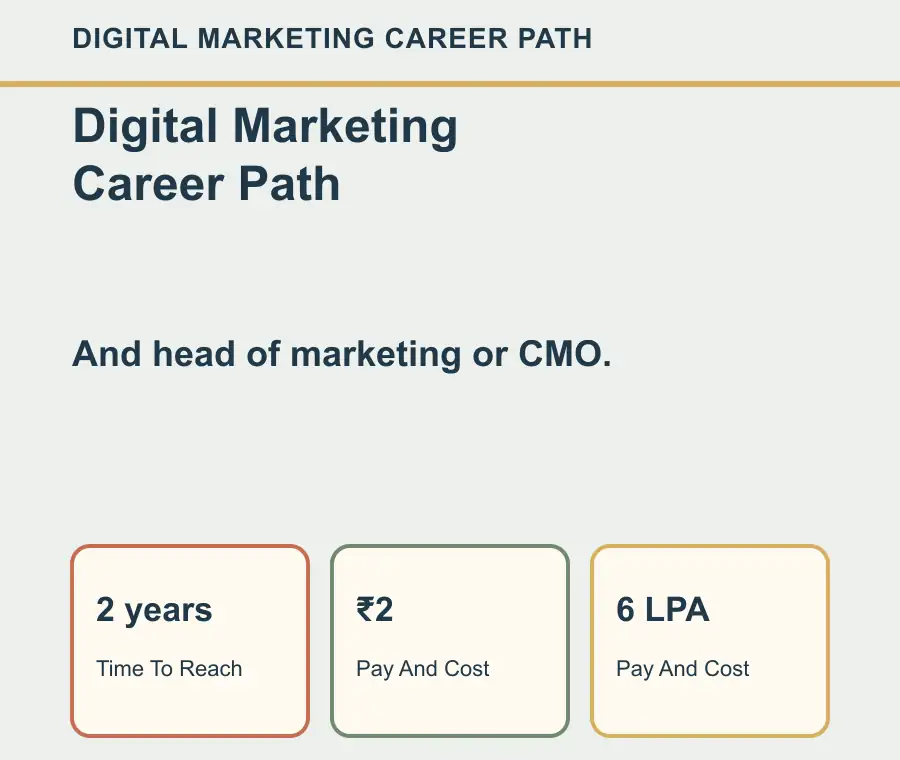 DIGITAL MARKETING CAREER PATH
Digital Marketing
Career Path
And head of marketing or CMO.
2 years
Time To Reach
₹2
Pay And Cost
6 LPA
Pay And Cost